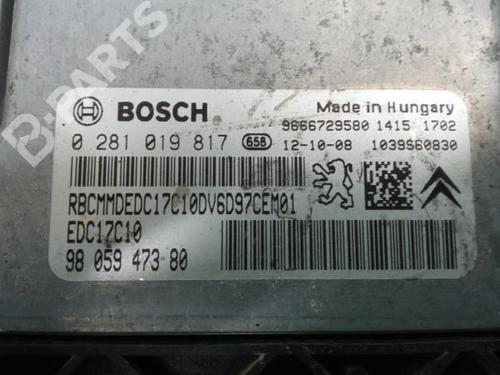 B-PARTS
BOSCH
Made in Hungary
9666729580 1415 1702
0 281 019 817 658 12-10-08 1039S60830
RBCMMDEDC17C10DV6D97CEM01
EDC17C10
98 059 473 80